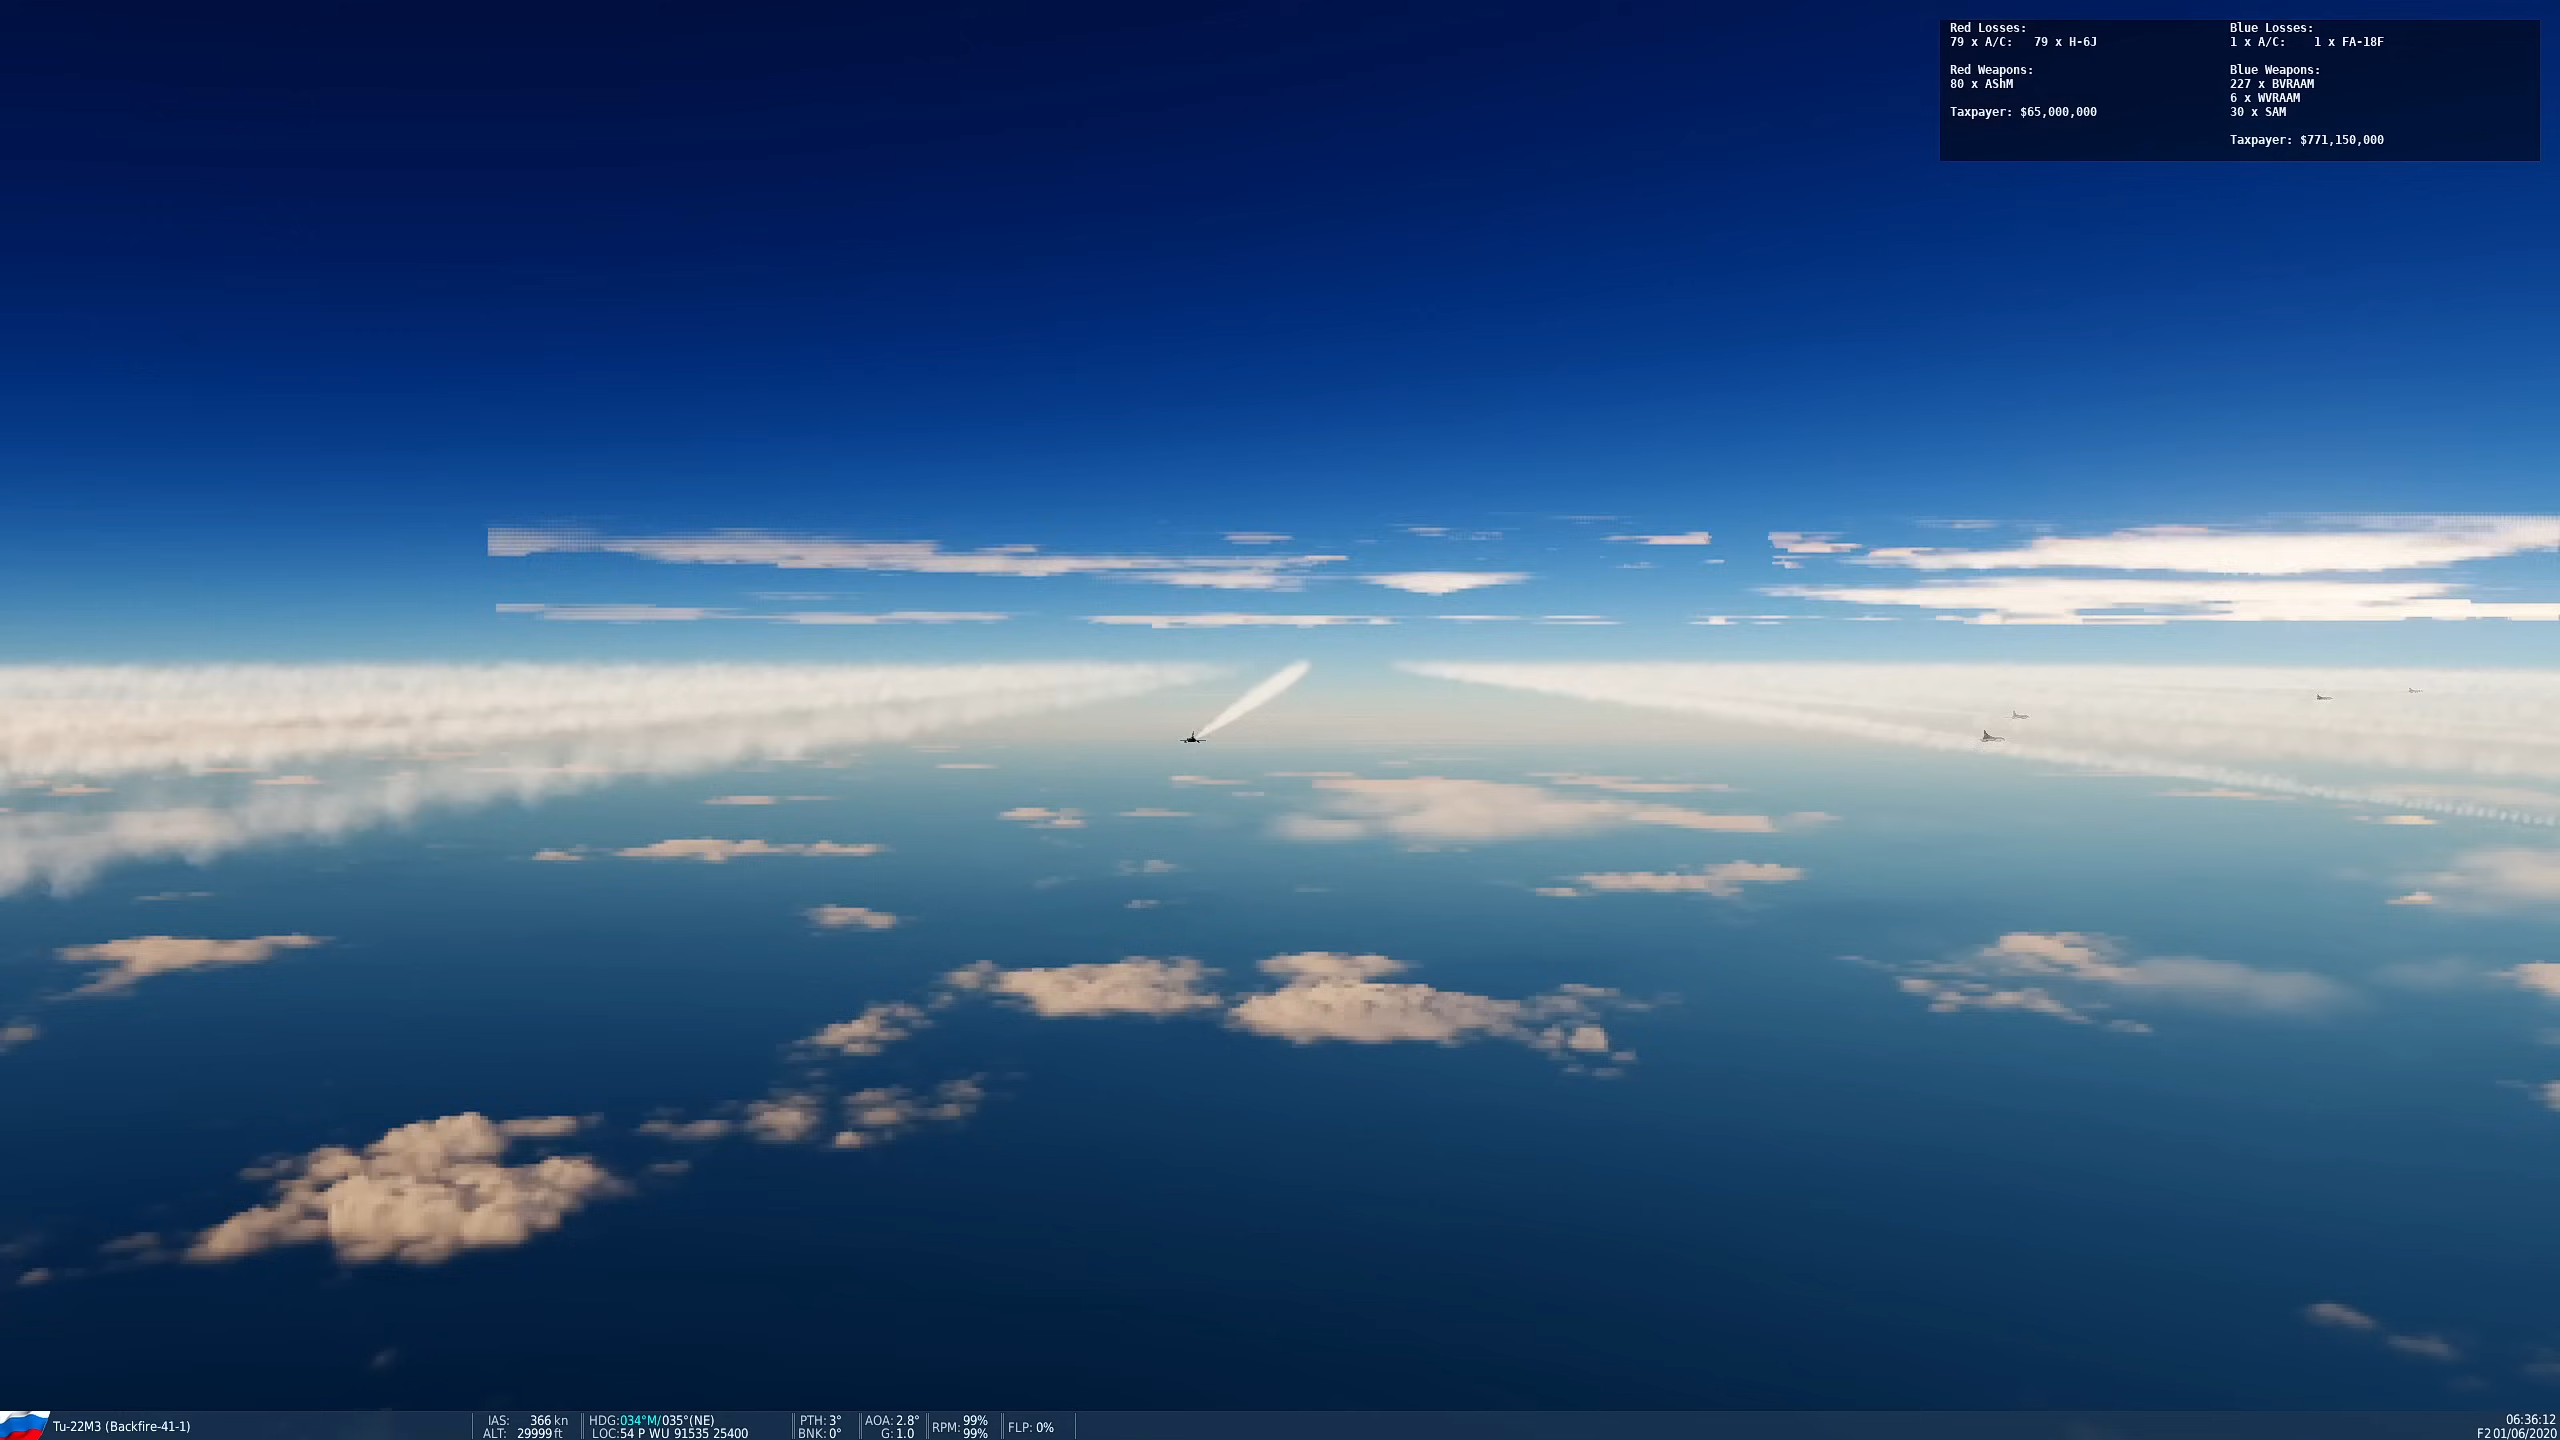 Red Losses:
79 x A/C:   79 x H-6J
Red Weapons:
80 x AShM
Taxpayer: $65,000,000
Blue Losses:
1 x A/C:    1 x FA-18F
Blue Weapons:
227 x BVRAAM
6 x WVRAAM
30 x SAM
Taxpayer: $771,150,000
Tu-22M3 (Backfire-41-1)
IAS: 366 kn
ALT: 29999 ft
HDG:034°M/035°(NE)
LOC:54 P WU 91535 25400
PTH: 3°
BNK: 0°
AOA: 2.8°
G: 1.0
RPM: 99%
99%
FLP: 0%
06:36:12
F2 01/06/2020